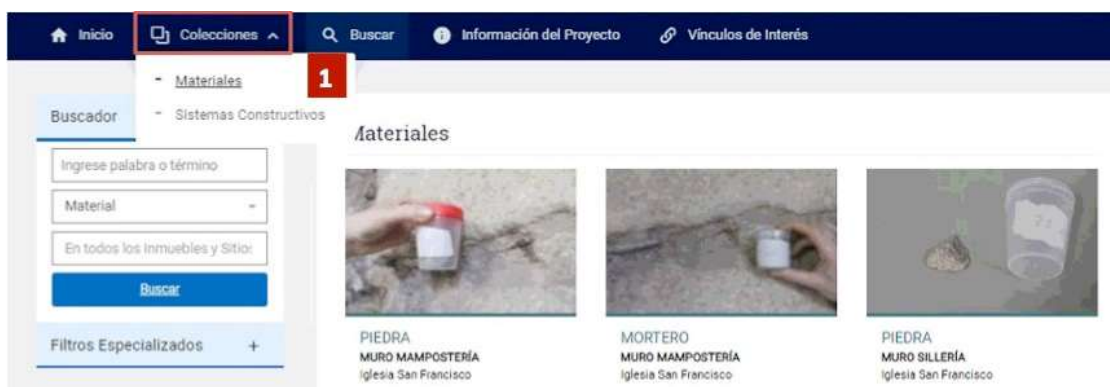 Inicio Colecciones Buscar Información del Proyecto Vínculos de Interés
- Materiales
1
- Sistemas Constructivos
Buscador
Materiales
Ingrese palabra o término
Material
En todos los Inmuebles y Sitios
Buscar
Filtros Especializados +
PIEDRA
MURO MAMPOSTERÍA
Iglesia San Francisco
MORTERO
MURO MAMPOSTERÍA
Iglesia San Francisco
PIEDRA
MURO SILLERÍA
Iglesia San Francisco